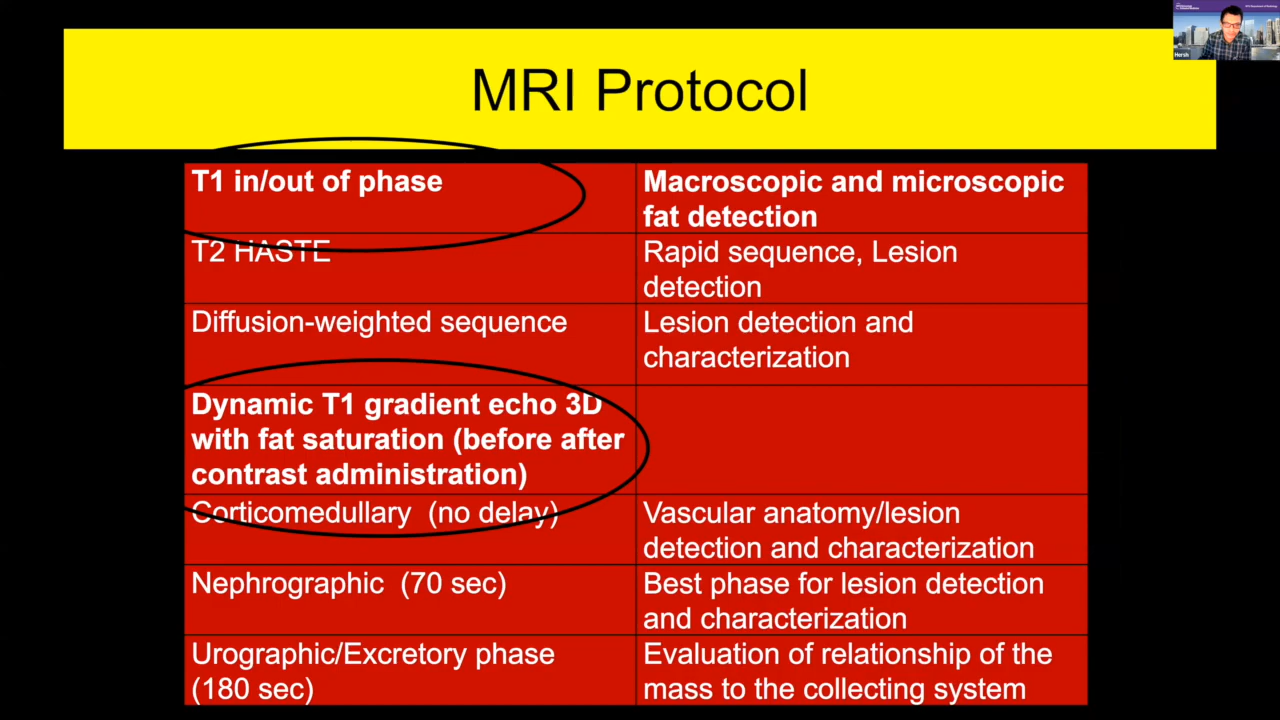 MRI Protocol
T1 in/out of phase
Macroscopic and microscopic
fat detection
T2 HASTE
Rapid sequence, Lesion
detection
Diffusion-weighted sequence
Lesion detection and
characterization
Dynamic T1 gradient echo 3D
with fat saturation (before after
contrast administration)
Corticomedullary (no delay)
Vascular anatomy/lesion
detection and characterization
Nephrographic (70 sec)
Best phase for lesion detection
and characterization
Urographic/Excretory phase
(180 sec)
Evaluation of relationship of the
mass to the collecting system
Hersh